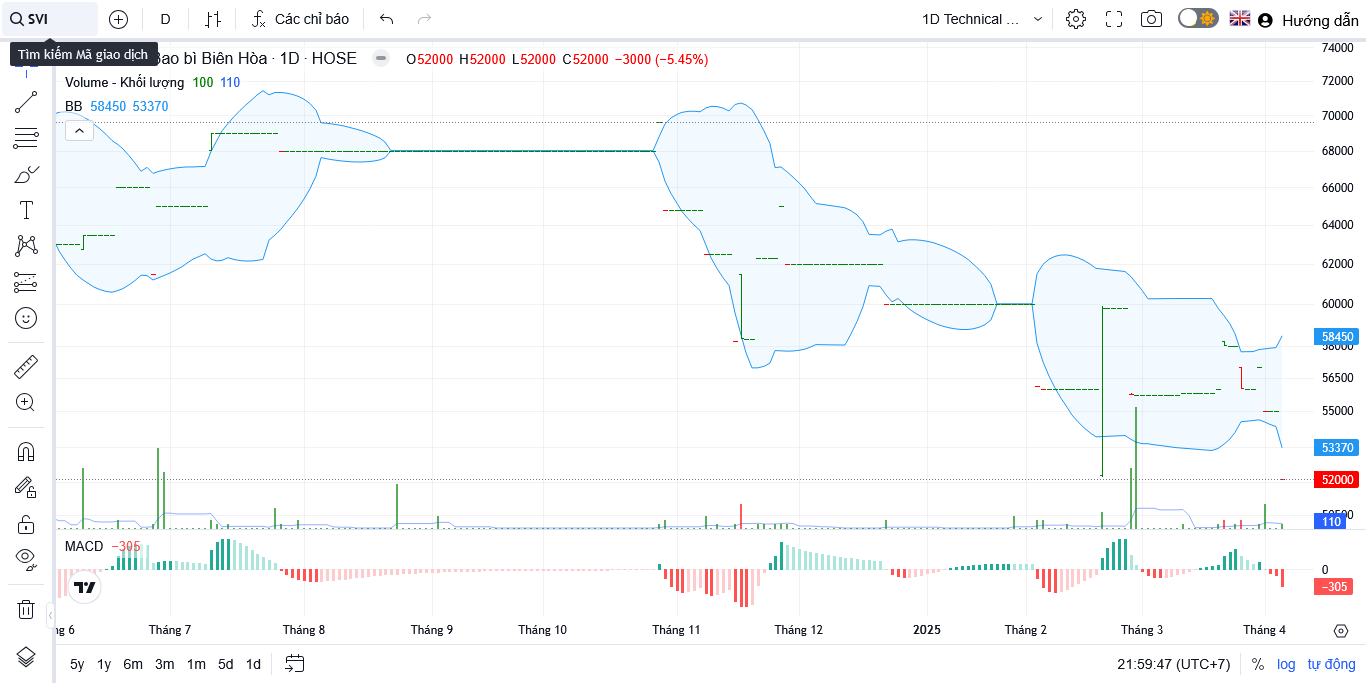 SVI
D
Các chỉ báo
1D Technical ...
Hướng dẫn
Tìm kiếm Mã giao dịch
Bao bì Biên Hòa · 1D · HOSE
O52000 H52000 L52000 C52000 −3000 (−5.45%)
Volume - Khối lượng 100 110
BB 58450 53370
74000
72000
70000
68000
66000
64000
62000
60000
58450
58000
56500
55000
53370
52000
50500
110
MACD −305
0
−305
ng 6
Tháng 7
Tháng 8
Tháng 9
Tháng 10
Tháng 11
Tháng 12
2025
Tháng 2
Tháng 3
Tháng 4
5y 1y 6m 3m 1m 5d 1d
21:59:47 (UTC+7)
% log tự động